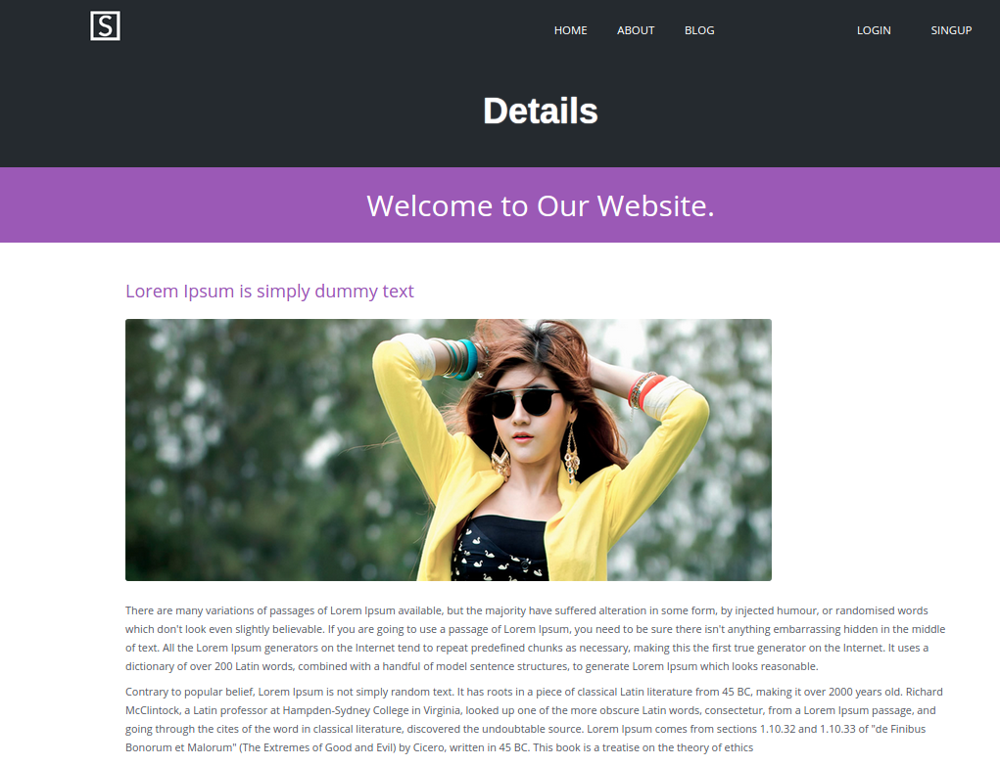 S
HOME ABOUT BLOG LOGIN SINGUP
Details
Welcome to Our Website.
Lorem Ipsum is simply dummy text
There are many variations of passages of Lorem Ipsum available, but the majority have suffered alteration in some form, by injected humour, or randomised words
which don't look even slightly believable. If you are going to use a passage of Lorem Ipsum, you need to be sure there isn't anything embarrassing hidden in the middle
of text. All the Lorem Ipsum generators on the Internet tend to repeat predefined chunks as necessary, making this the first true generator on the Internet. It uses a
dictionary of over 200 Latin words, combined with a handful of model sentence structures, to generate Lorem Ipsum which looks reasonable.
Contrary to popular belief, Lorem Ipsum is not simply random text. It has roots in a piece of classical Latin literature from 45 BC, making it over 2000 years old. Richard
McClintock, a Latin professor at Hampden-Sydney College in Virginia, looked up one of the more obscure Latin words, consectetur, from a Lorem Ipsum passage, and
going through the cites of the word in classical literature, discovered the undoubtable source. Lorem Ipsum comes from sections 1.10.32 and 1.10.33 of "de Finibus
Bonorum et Malorum" (The Extremes of Good and Evil) by Cicero, written in 45 BC. This book is a treatise on the theory of ethics